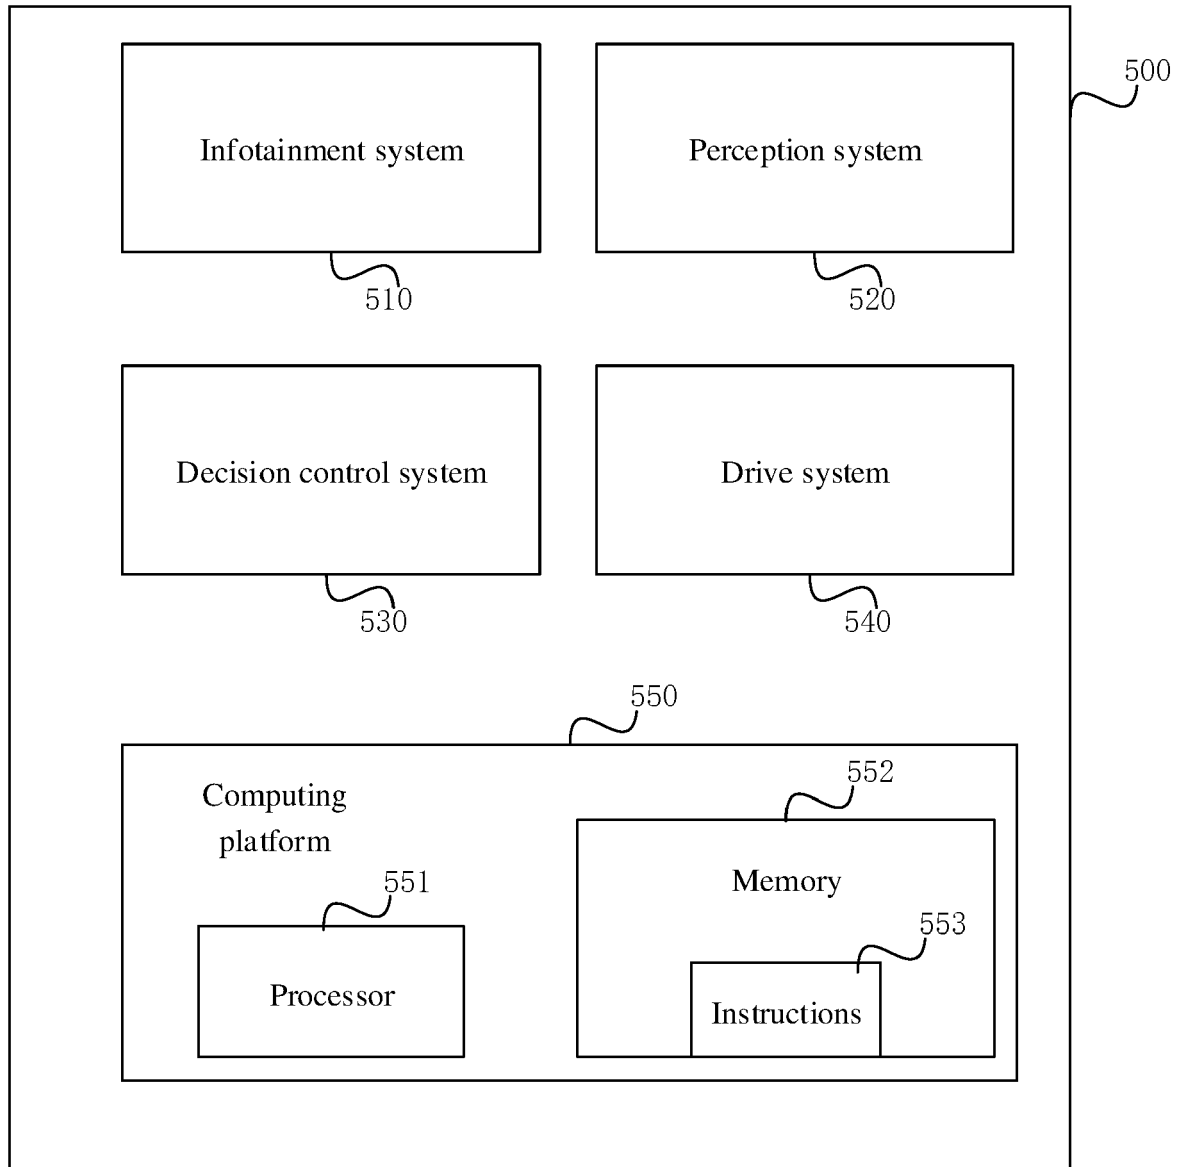 500
Infotainment system
Perception system
510
520
Decision control system
Drive system
530
540
550
Computing
platform
552
Memory
551
553
Processor
Instructions